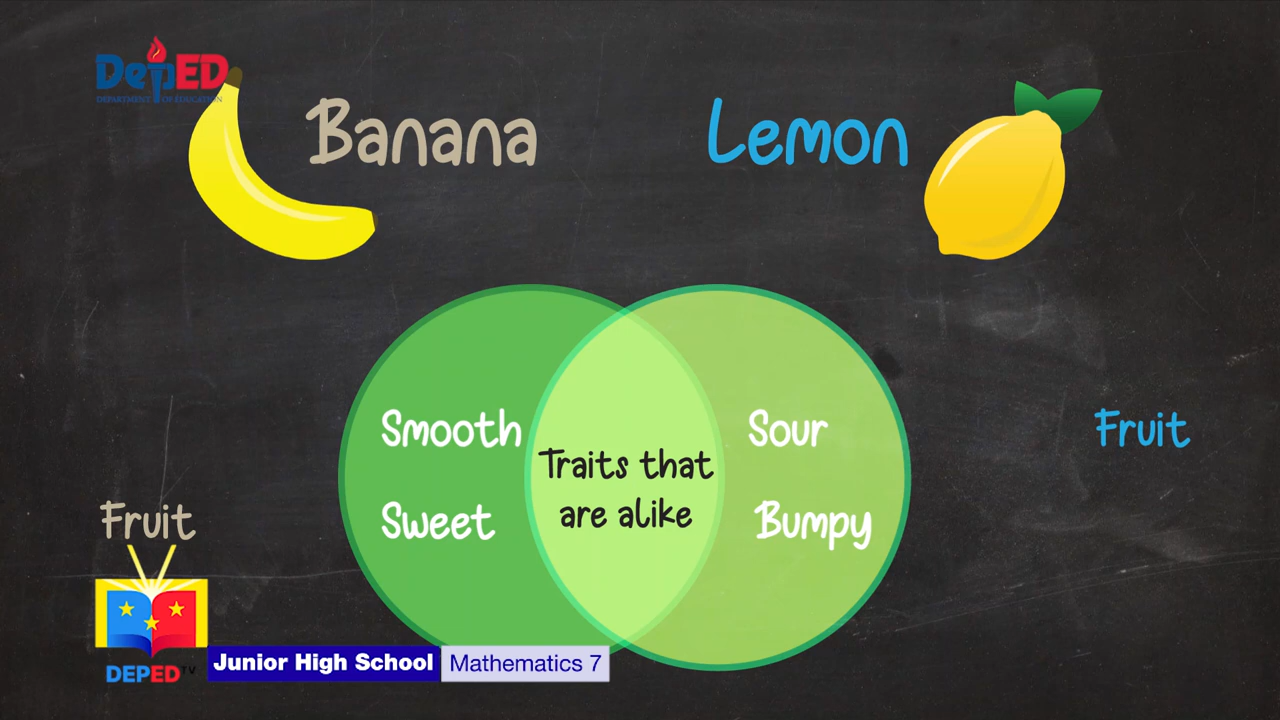 DepED
DEPARTMENT OF EDUCATION
Banana
Lemon
Smooth
Sour
Fruit
Traits that
are alike
Fruit
Sweet
Bumpy
DEPED TV
Junior High School
Mathematics 7